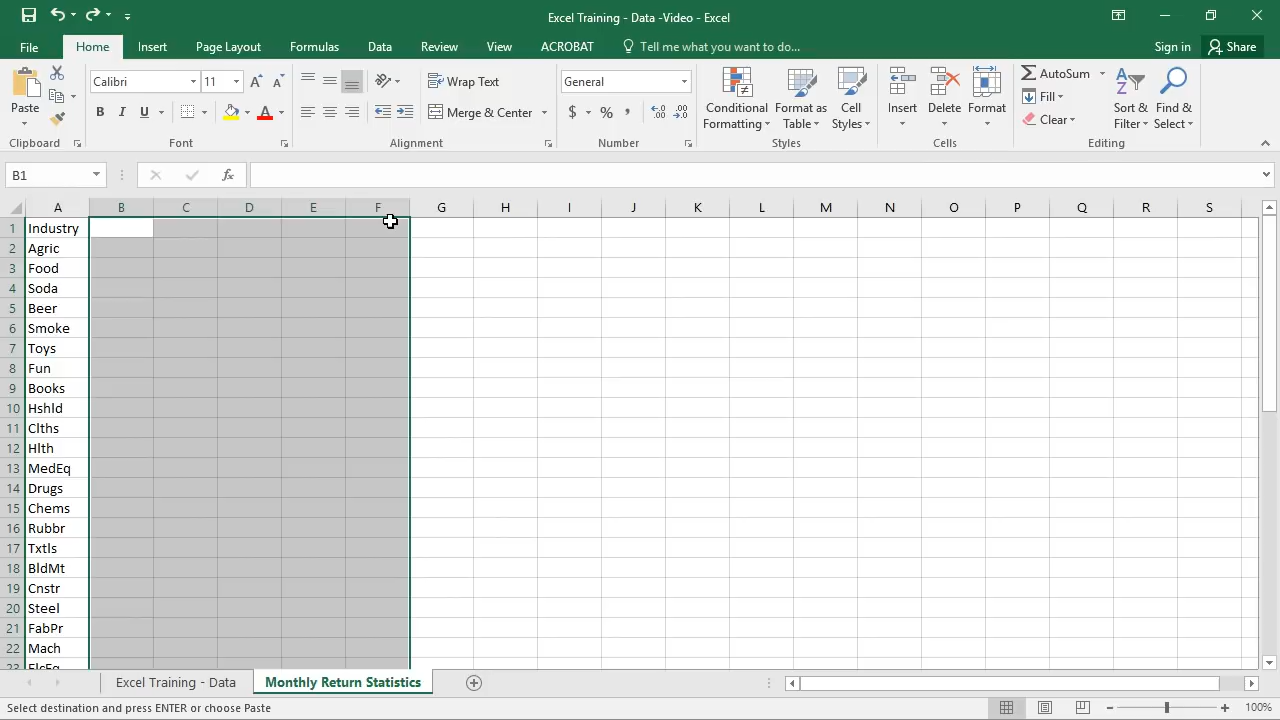 Excel Training - Data -Video - Excel
File Home Insert Page Layout Formulas Data Review View ACROBAT Tell me what you want to do... Sign in Share
Calibri 11 Wrap Text General AutoSum
Paste Conditional Format as Cell Insert Delete Format Fill Sort & Find &
B I U A Merge & Center $ % , Formatting Table Styles Clear Filter Select
Clipboard Font Alignment Number Styles Cells Editing
B1 fx
A B C D E F G H I J K L M N O P Q R S
1 Industry
2 Agric
3 Food
4 Soda
5 Beer
6 Smoke
7 Toys
8 Fun
9 Books
10 Hshld
11 Clths
12 Hlth
13 MedEq
14 Drugs
15 Chems
16 Rubbr
17 Txtls
18 BldMt
19 Cnstr
20 Steel
21 FabPr
22 Mach
23 ElcEq
Excel Training - Data Monthly Return Statistics
Select destination and press ENTER or choose Paste 100%